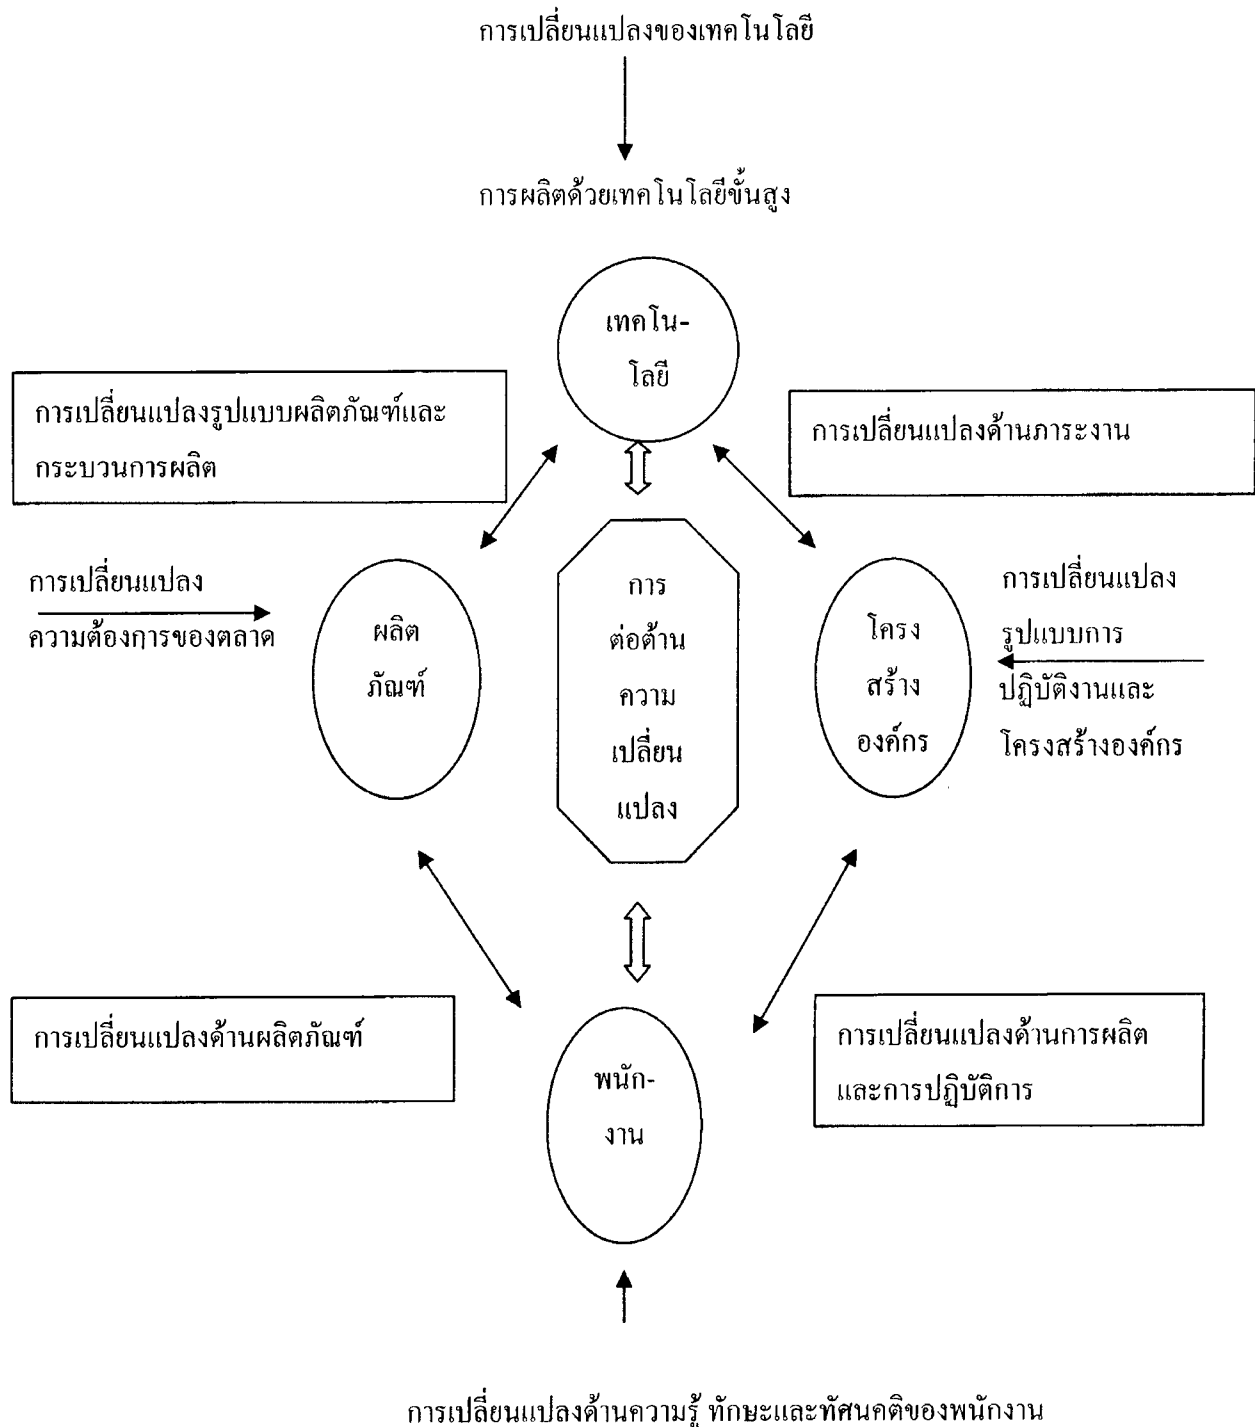 การเปลี่ยนแปลงของเทคโนโลยี
การผลิตด้วยเทคโนโลยีขั้นสูง
เทคโน-
โลยี
การเปลี่ยนแปลงรูปแบบผลิตภัณฑ์และ
กระบวนการผลิต
การเปลี่ยนแปลงด้านภาระงาน
การเปลี่ยนแปลง
ความต้องการของตลาด
ผลิต
ภัณฑ์
การ
ต่อต้าน
ความ
เปลี่ยน
แปลง
โครง
สร้าง
องค์กร
การเปลี่ยนแปลง
รูปแบบการ
ปฏิบัติงานและ
โครงสร้างองค์กร
การเปลี่ยนแปลงด้านผลิตภัณฑ์
พนัก-
งาน
การเปลี่ยนแปลงด้านการผลิต
และการปฏิบัติการ
การเปลี่ยนแปลงด้านความรู้ ทักษะและทัศนคติของพนักงาน